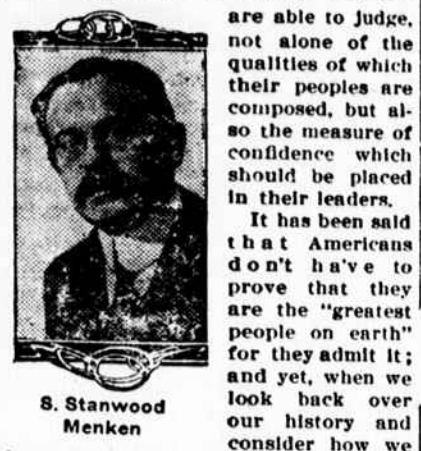 are able to judge,
not alone of the
qualities of which
their peoples are
composed, but al-
so the measure of
confidence which
should be placed
in their leaders.
It has been said
that Americans
don't ha've to
prove that they
are the "greatest
people on earth"
for they admit it;
and yet, when we
look back over
our history and
consider how we
S. Stanwood
Menken